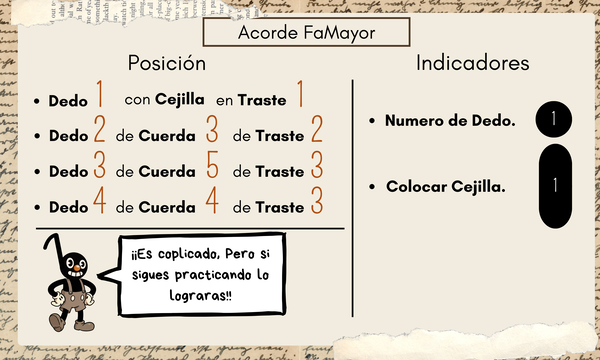 Acorde FaMayor
Posición
• Dedo 1 con Cejilla en Traste 1
• Dedo 2 de Cuerda 3 de Traste 2
• Dedo 3 de Cuerda 5 de Traste 3
• Dedo 4 de Cuerda 4 de Traste 3
¡¡Es coplicado, Pero si
sigues practicando lo
lograras!!
Indicadores
• Numero de Dedo. 1
• Colocar Cejilla. 1